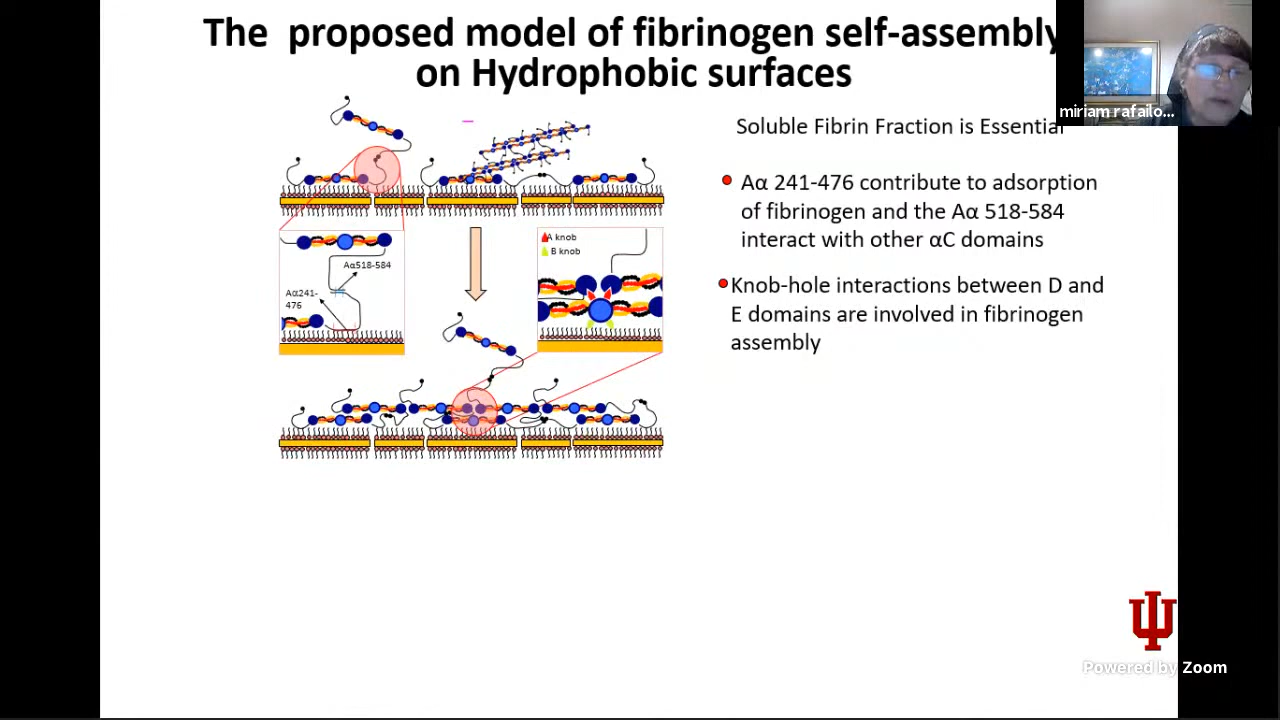 The proposed model of fibrinogen self-assembly
on Hydrophobic surfaces
miriam rafailo...
Soluble Fibrin Fraction is Essential
Aα 241-476 contribute to adsorption
of fibrinogen and the Aα 518-584
interact with other αC domains
Knob-hole interactions between D and
E domains are involved in fibrinogen
assembly
A knob
B knob
Aα518-584
Aα241-
476
Powered by Zoom